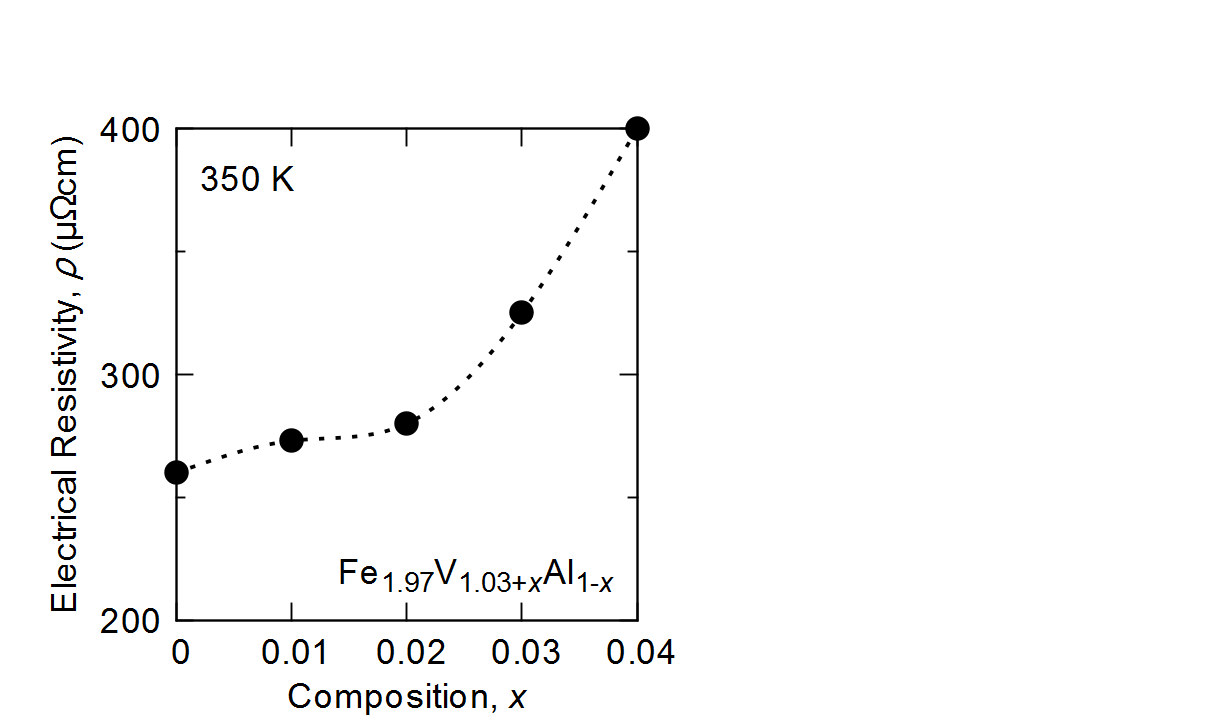 400
350 K
300
200
Electrical Resistivity, ρ (μΩcm)
Fe1.97V1.03+xAl1-x
0 0.01 0.02 0.03 0.04
Composition, x